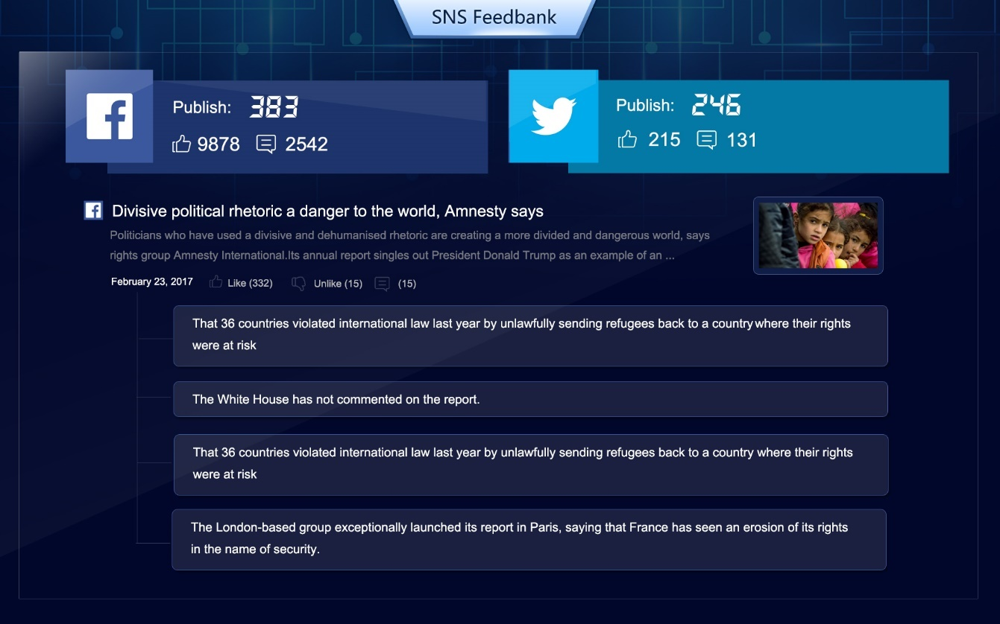 SNS Feedbank
Publish: 383
9878 2542
Publish: 246
215 131
Divisive political rhetoric a danger to the world, Amnesty says
Politicians who have used a divisive and dehumanised rhetoric are creating a more divided and dangerous world, says
rights group Amnesty International.Its annual report singles out President Donald Trump as an example of an ...
February 23, 2017 Like (332) Unlike (15) (15)
That 36 countries violated international law last year by unlawfully sending refugees back to a country where their rights
were at risk
The White House has not commented on the report.
That 36 countries violated international law last year by unlawfully sending refugees back to a country where their rights
were at risk
The London-based group exceptionally launched its report in Paris, saying that France has seen an erosion of its rights
in the name of security.